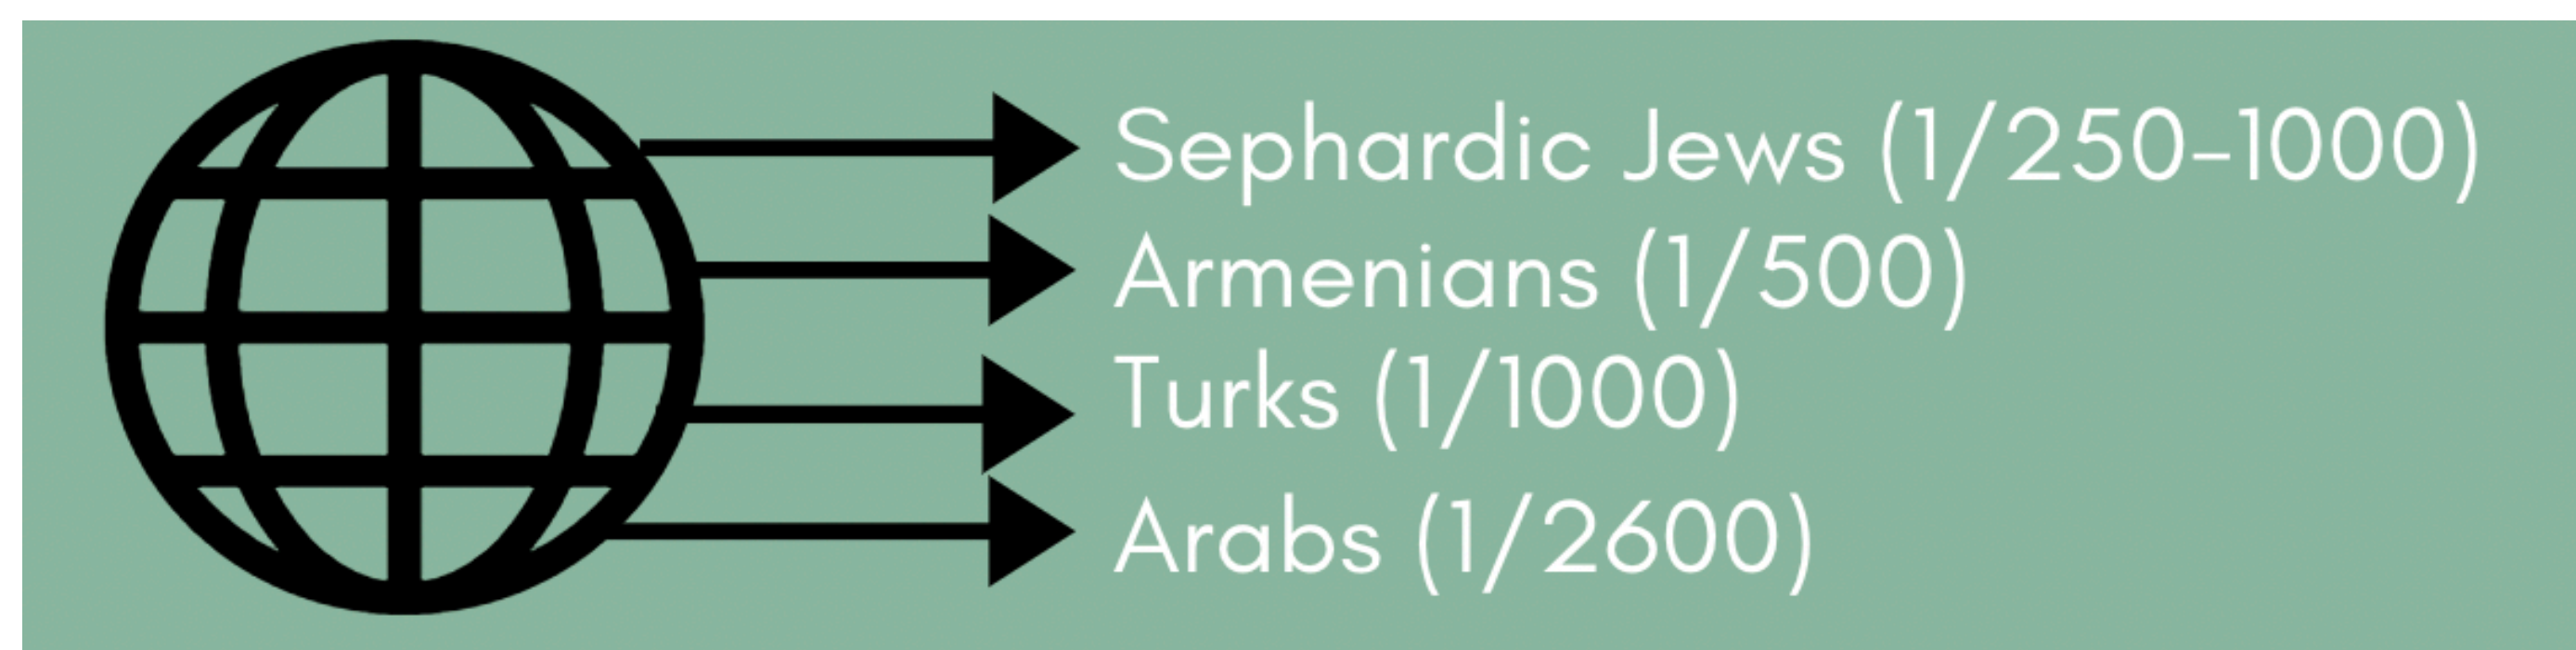 Sephardic Jews (1/250-1000)
Armenians (1/500)
Turks (1/1000)
Arabs (1/2600)